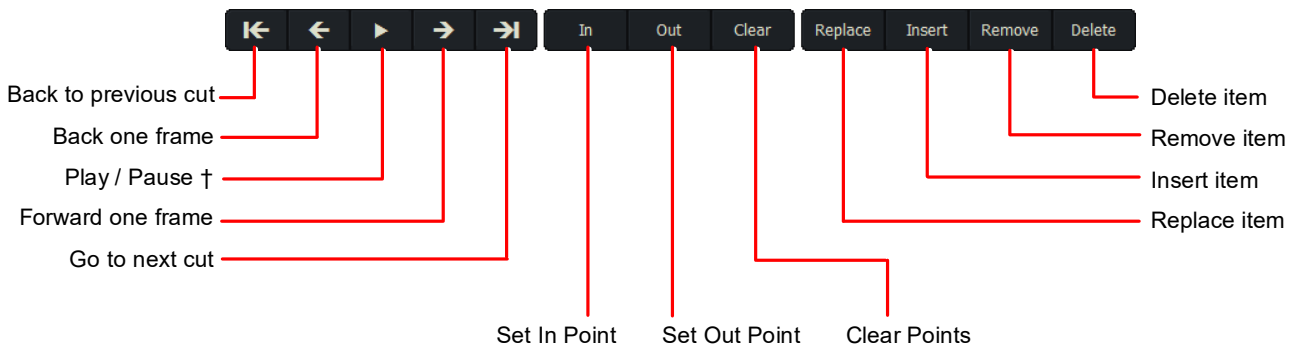 In Out Clear Replace Insert Remove Delete
Back to previous cut
Back one frame
Play / Pause †
Forward one frame
Go to next cut
Delete item
Remove item
Insert item
Replace item
Set In Point Set Out Point Clear Points